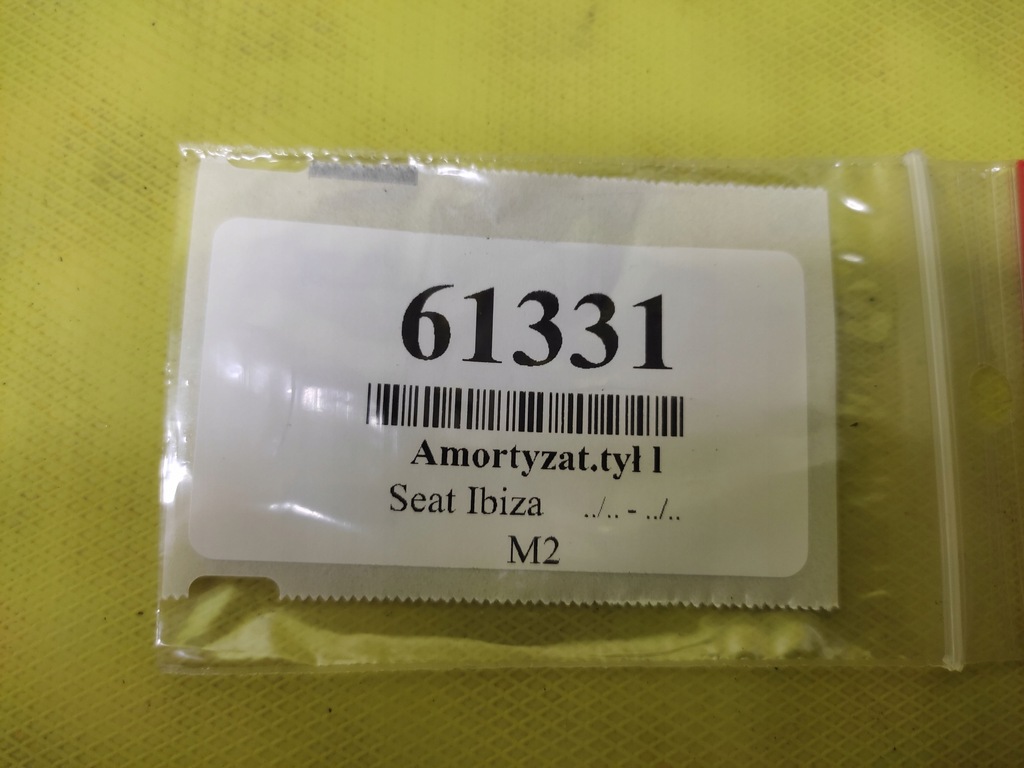 61331
Amortyzat.tył l
Seat Ibiza ../.. - ../..
M2